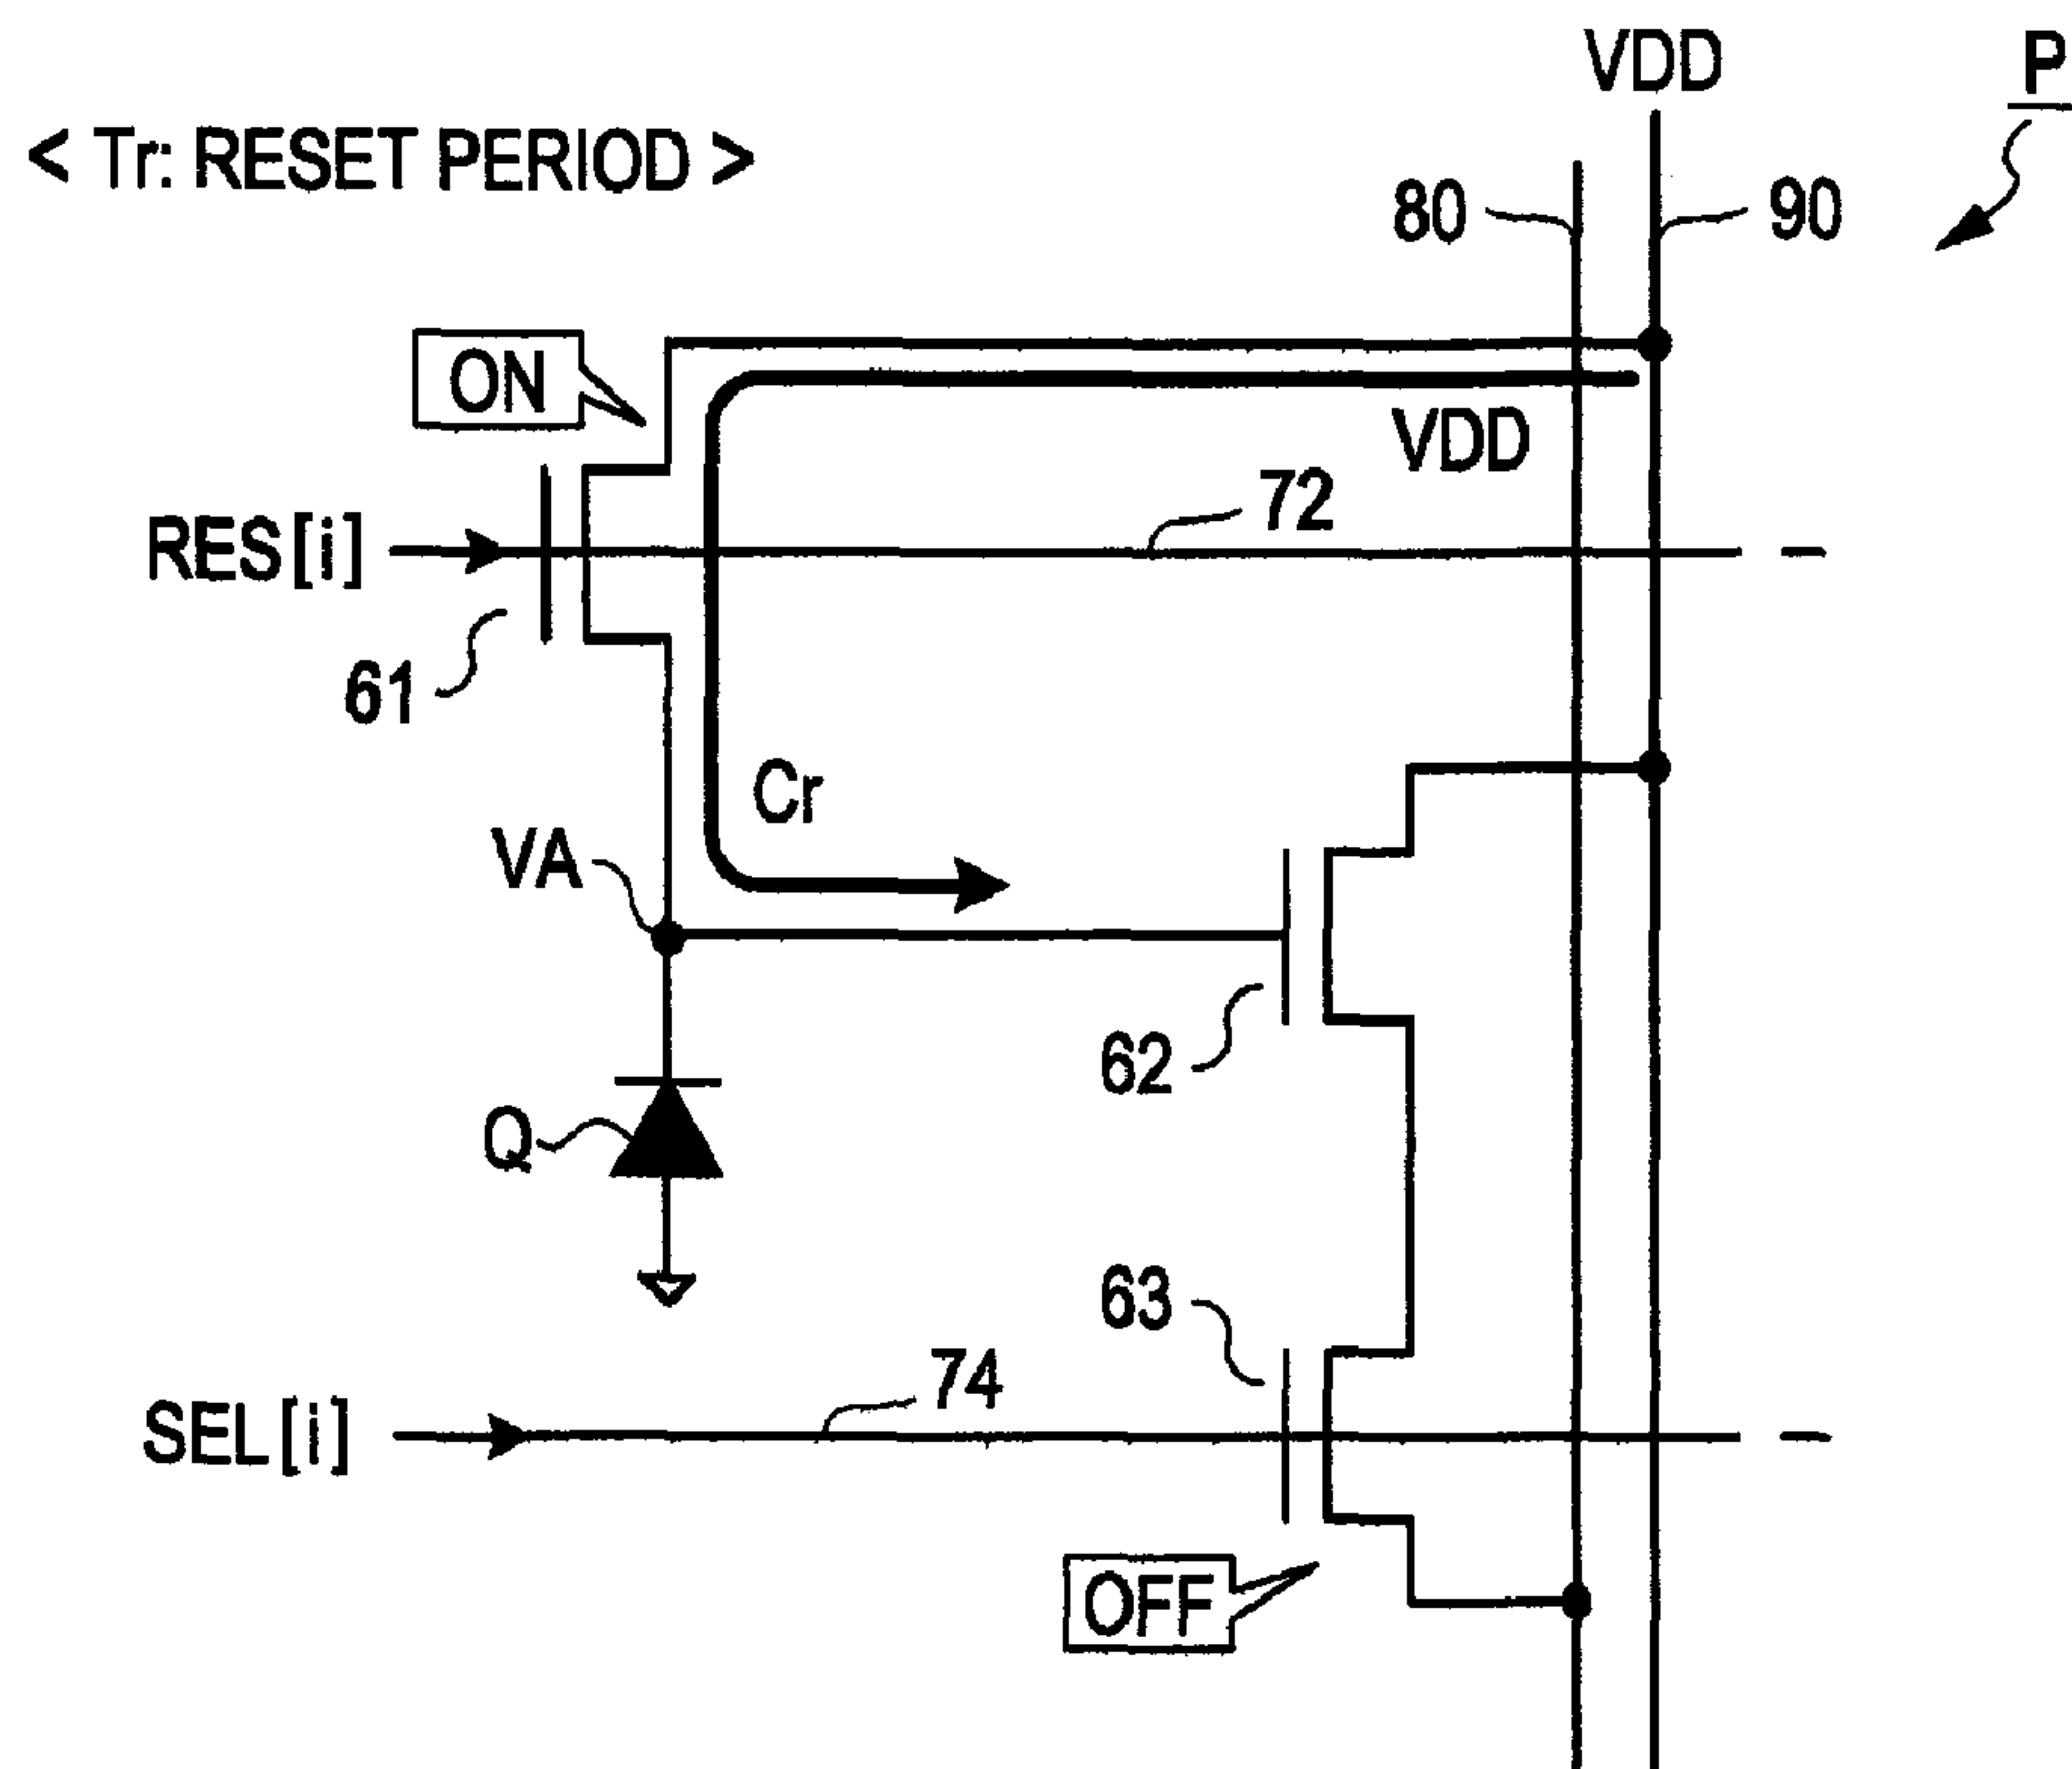 VDD
P
< Tr: RESET PERIOD >
80
90
ON
VDD
72
RES[i]
61
Cr
VA
62
Q
63
74
SEL[i]
OFF